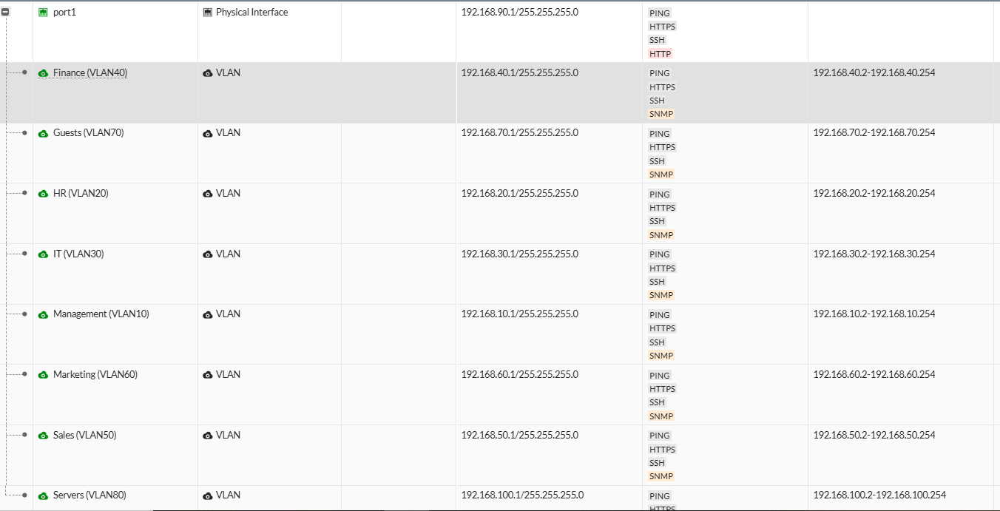 port1 Physical Interface 192.168.90.1/255.255.255.0 PING
HTTPS
SSH
HTTP
Finance (VLAN40) VLAN 192.168.40.1/255.255.255.0 PING 192.168.40.2-192.168.40.254
HTTPS
SSH
SNMP
Guests (VLAN70) VLAN 192.168.70.1/255.255.255.0 PING 192.168.70.2-192.168.70.254
HTTPS
SSH
SNMP
HR (VLAN20) VLAN 192.168.20.1/255.255.255.0 PING 192.168.20.2-192.168.20.254
HTTPS
SSH
SNMP
IT (VLAN30) VLAN 192.168.30.1/255.255.255.0 PING 192.168.30.2-192.168.30.254
HTTPS
SSH
SNMP
Management (VLAN10) VLAN 192.168.10.1/255.255.255.0 PING 192.168.10.2-192.168.10.254
HTTPS
SSH
SNMP
Marketing (VLAN60) VLAN 192.168.60.1/255.255.255.0 PING 192.168.60.2-192.168.60.254
HTTPS
SSH
SNMP
Sales (VLAN50) VLAN 192.168.50.1/255.255.255.0 PING 192.168.50.2-192.168.50.254
HTTPS
SSH
SNMP
Servers (VLAN80) VLAN 192.168.100.1/255.255.255.0 PING 192.168.100.2-192.168.100.254
HTTPS